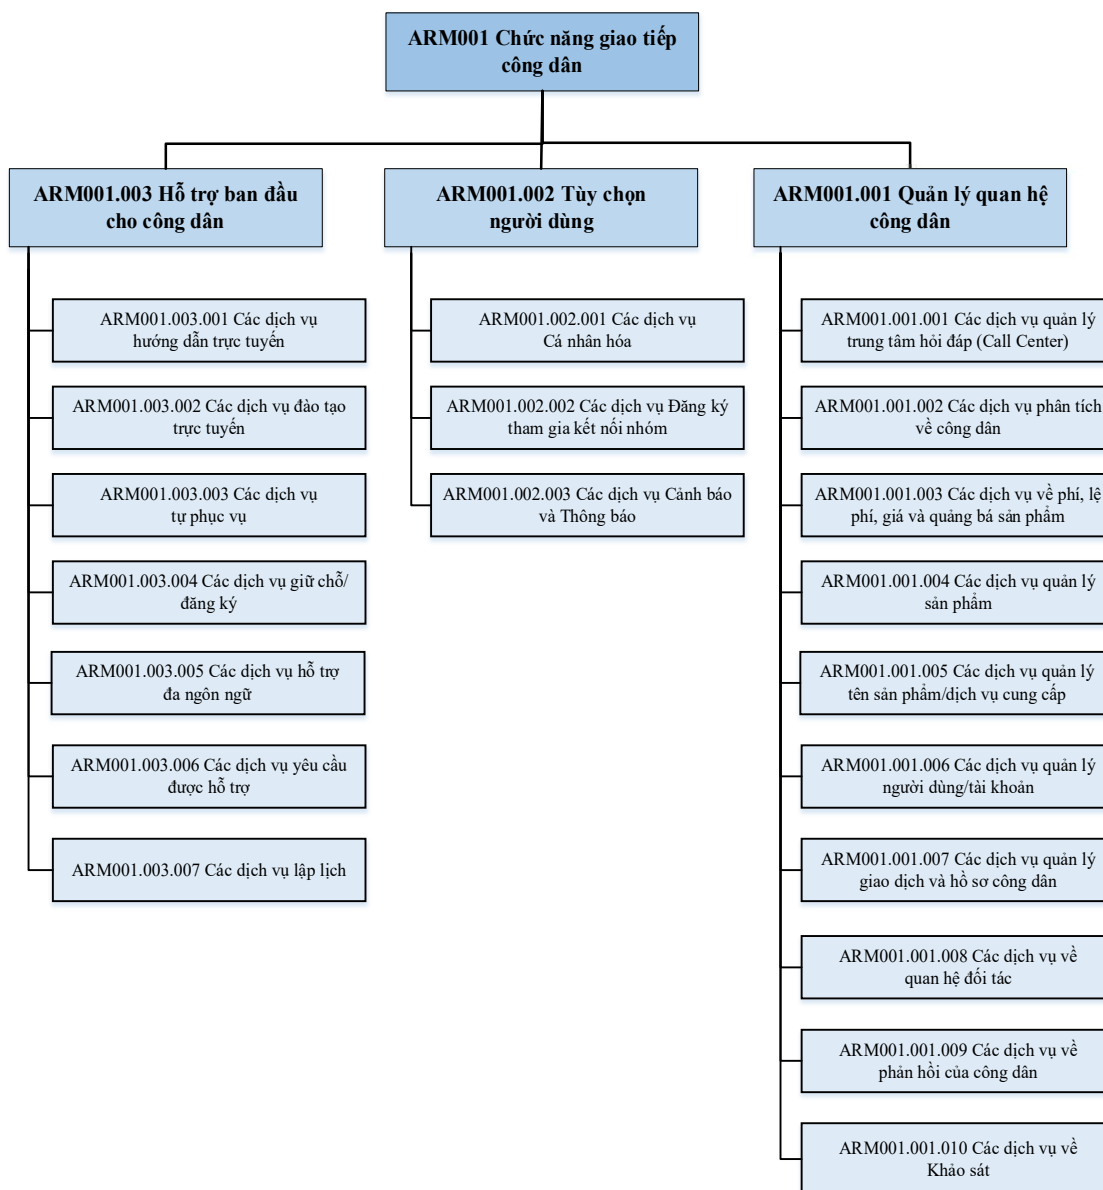 ARM001 Chức năng giao tiếp
công dân
ARM001.003 Hỗ trợ ban đầu
cho công dân
ARM001.003.001 Các dịch vụ
hướng dẫn trực tuyến
ARM001.003.002 Các dịch vụ đào tạo
trực tuyến
ARM001.003.003 Các dịch vụ
tự phục vụ
ARM001.003.004 Các dịch vụ giữ chỗ/
đăng ký
ARM001.003.005 Các dịch vụ hỗ trợ
đa ngôn ngữ
ARM001.003.006 Các dịch vụ yêu cầu
được hỗ trợ
ARM001.003.007 Các dịch vụ lập lịch
ARM001.002 Tùy chọn
người dùng
ARM001.002.001 Các dịch vụ
Cá nhân hóa
ARM001.002.002 Các dịch vụ Đăng ký
tham gia kết nối nhóm
ARM001.002.003 Các dịch vụ Cảnh báo
và Thông báo
ARM001.001 Quản lý quan hệ
công dân
ARM001.001.001 Các dịch vụ quản lý
trung tâm hỏi đáp (Call Center)
ARM001.001.002 Các dịch vụ phân tích
về công dân
ARM001.001.003 Các dịch vụ về phí, lệ
phí, giá và quảng bá sản phẩm
ARM001.001.004 Các dịch vụ quản lý
sản phẩm
ARM001.001.005 Các dịch vụ quản lý
tên sản phẩm/dịch vụ cung cấp
ARM001.001.006 Các dịch vụ quản lý
người dùng/tài khoản
ARM001.001.007 Các dịch vụ quản lý
giao dịch và hồ sơ công dân
ARM001.001.008 Các dịch vụ về
quan hệ đối tác
ARM001.001.009 Các dịch vụ về
phản hồi của công dân
ARM001.001.010 Các dịch vụ về
Khảo sát